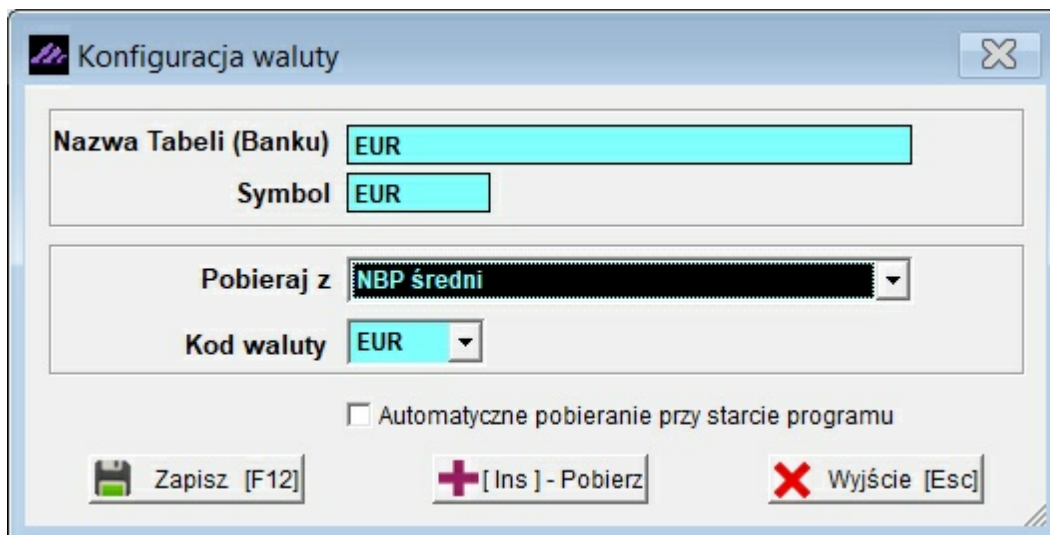 Konfiguracja waluty
Nazwa Tabeli (Banku) EUR
Symbol EUR
Pobieraj z NBP średni
Kod waluty EUR
Automatyczne pobieranie przy starcie programu
Zapisz [F12] [ Ins ] - Pobierz Wyjście [Esc]